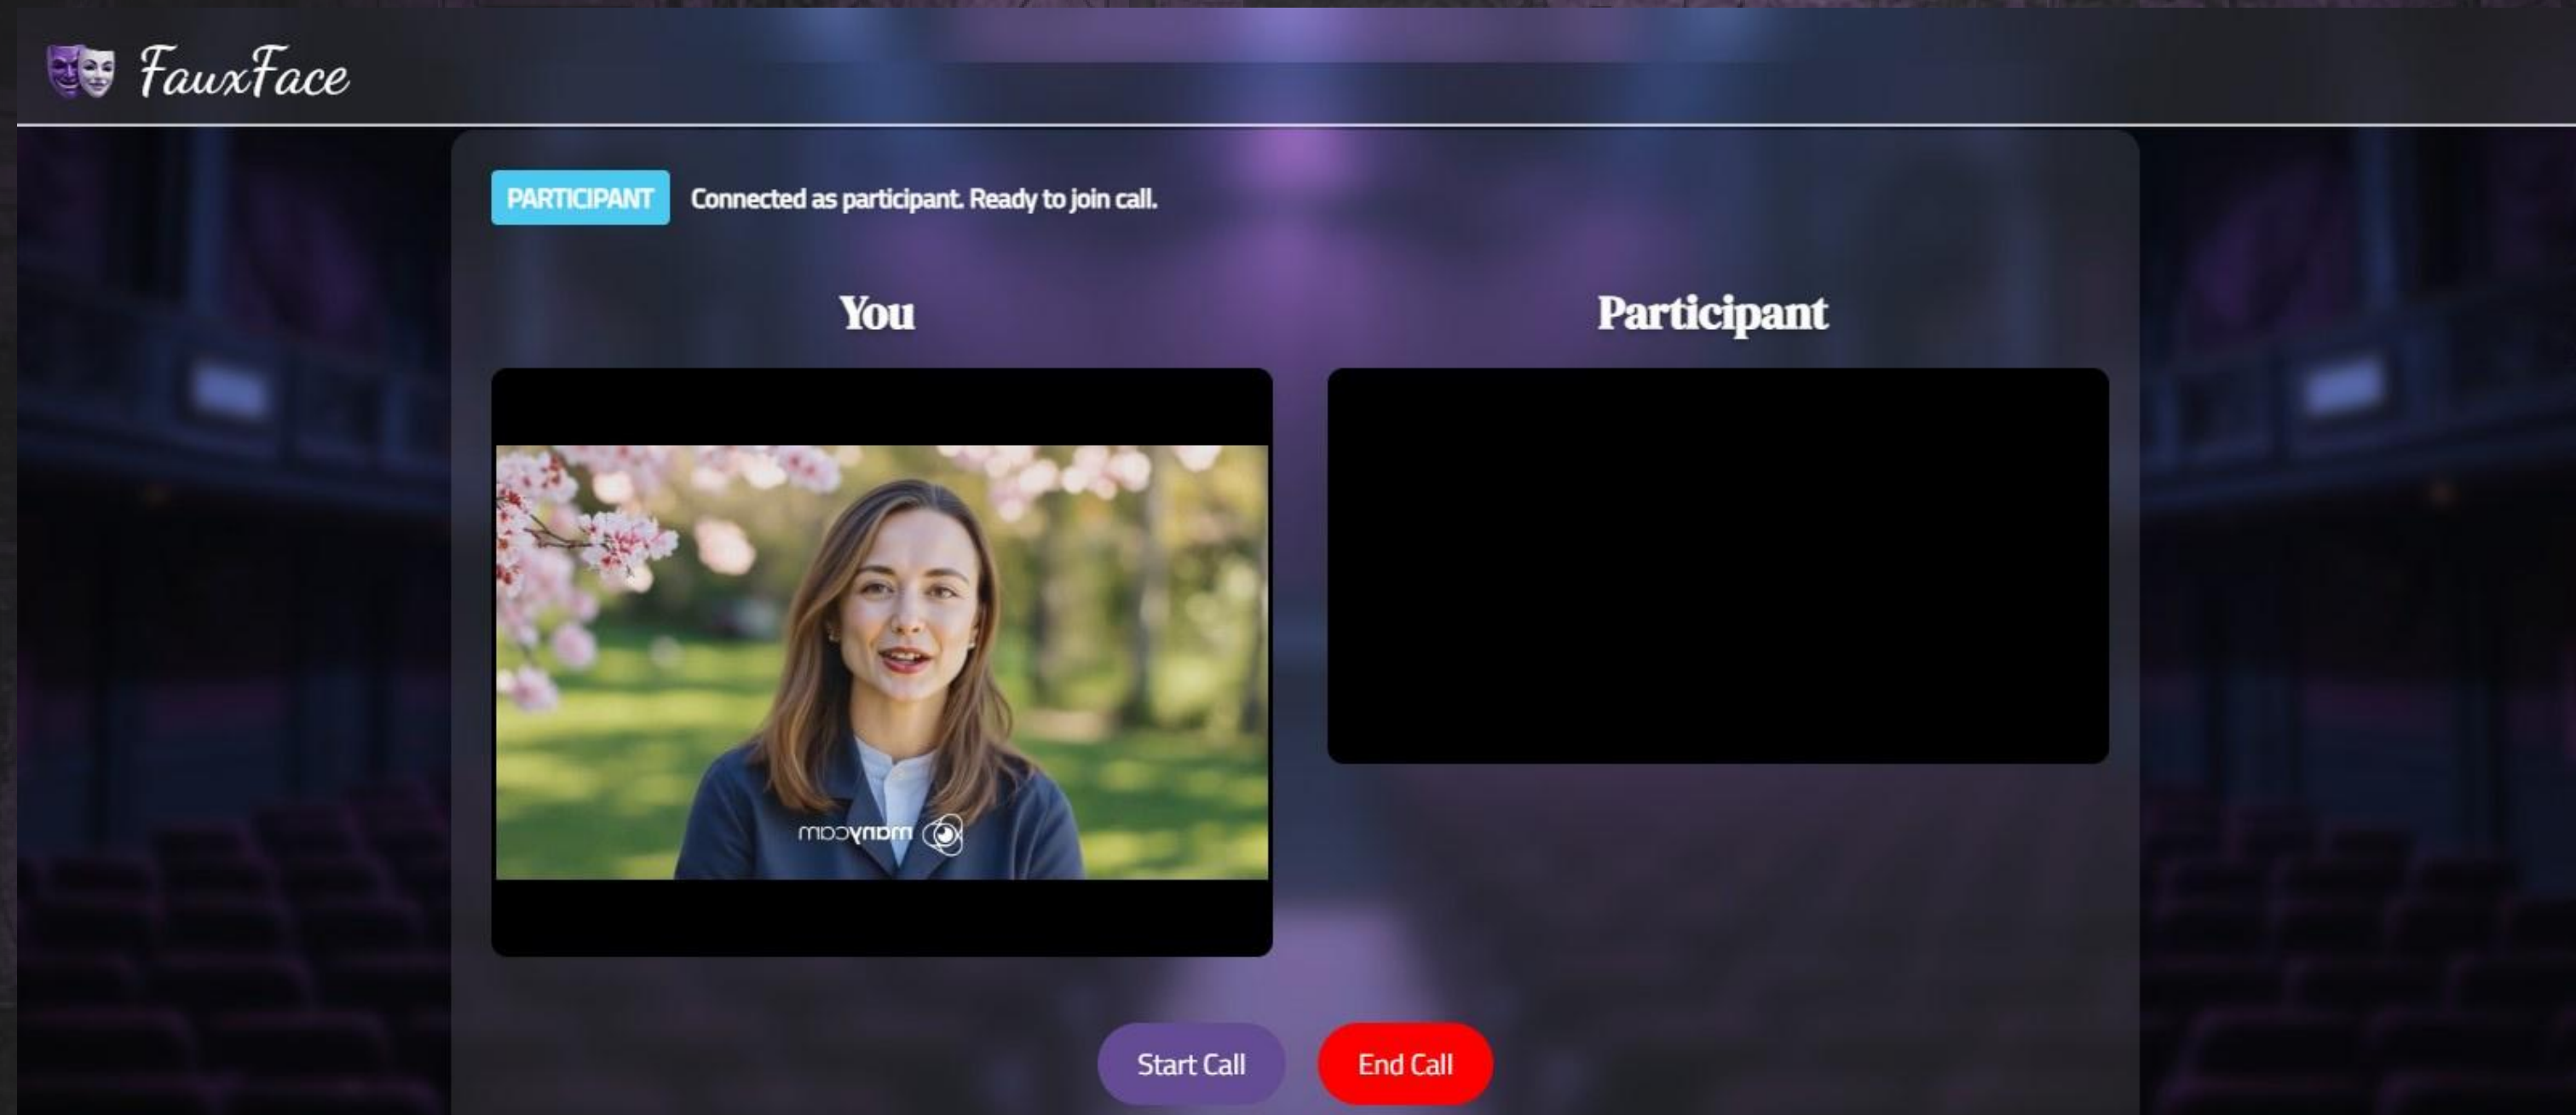 FauxFace
PARTICIPANT Connected as participant. Ready to join call.
You
Participant
manycam
Start Call
End Call